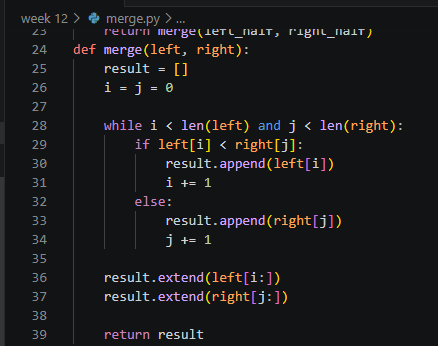 week 12 > merge.py > ...
23 return merge(left_half, right_half)
24 def merge(left, right):
25     result = []
26     i = j = 0
27
28     while i < len(left) and j < len(right):
29         if left[i] < right[j]:
30             result.append(left[i])
31             i += 1
32         else:
33             result.append(right[j])
34             j += 1
35
36     result.extend(left[i:])
37     result.extend(right[j:])
38
39     return result